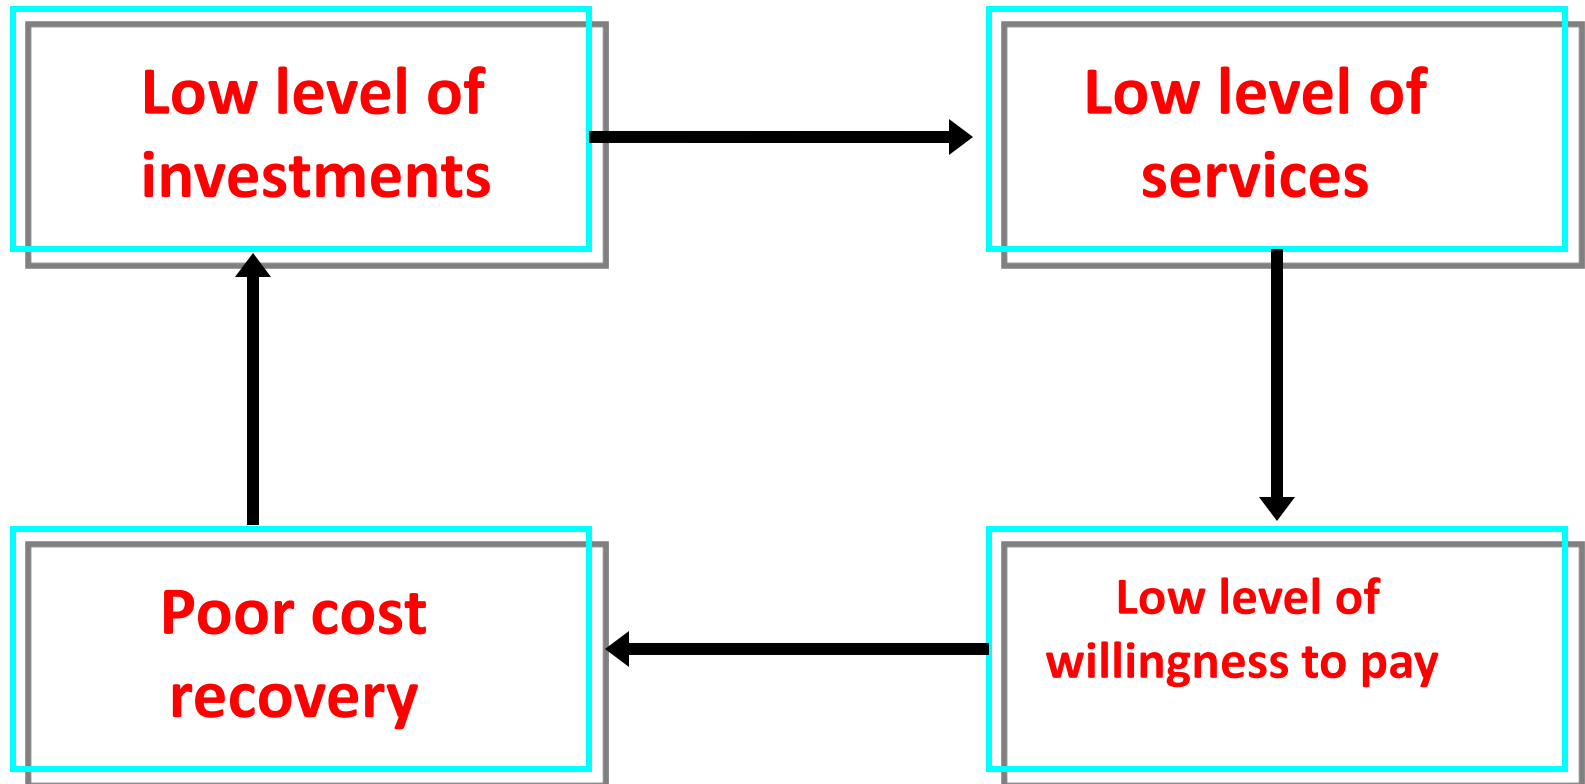 Low level of
investments
Low level of
services
Poor cost
recovery
Low level of
willingness to pay